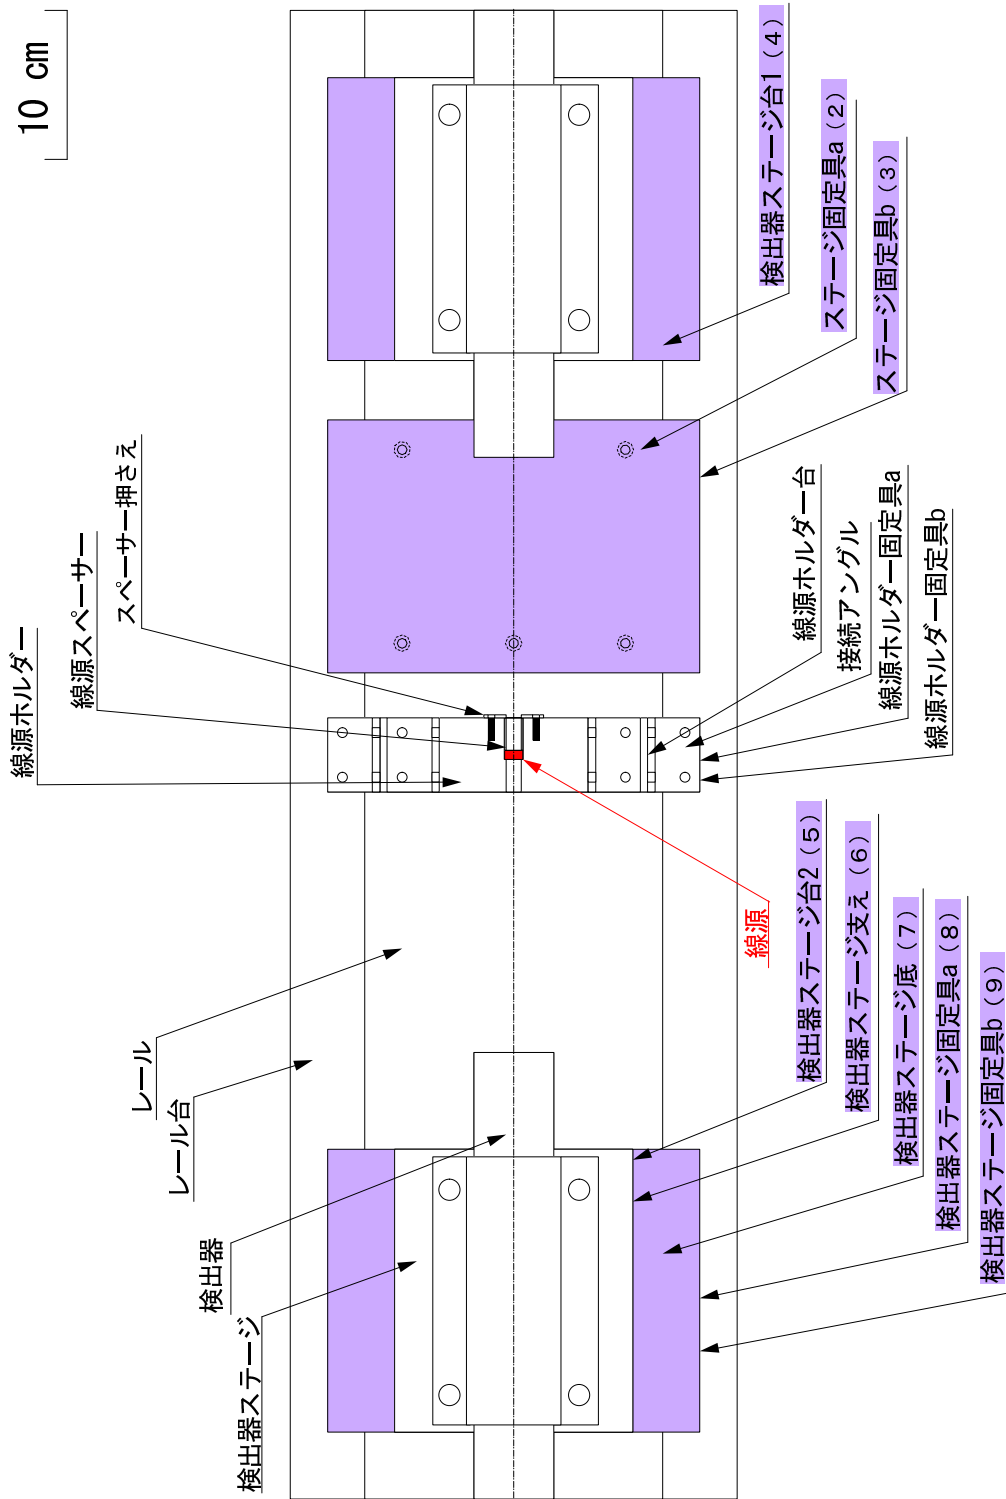 10 cm
線源ホルダー
線源スペーサー
スペーサー押さえ
レール
レール台
検出器
検出器ステージ
検出器ステージ台1（4）
ステージ固定具a（2）
ステージ固定具b（3）
線源ホルダー台
接続アングル
線源ホルダー固定具a
線源ホルダー固定具b
線源
検出器ステージ台2（5）
検出器ステージ支え（6）
検出器ステージ底（7）
検出器ステージ固定具a（8）
検出器ステージ固定具b（9）